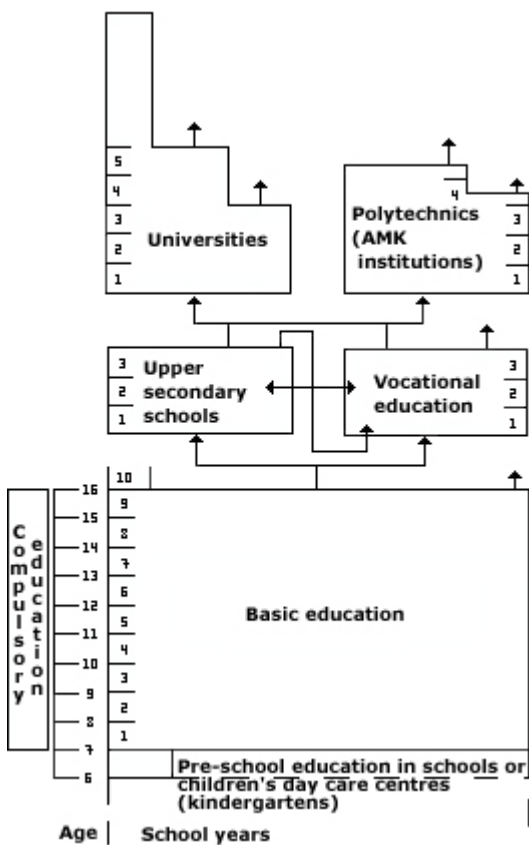 5
4
3
2
1
Universities
4
3
2
1
Polytechnics
(AMK
institutions)
3
2
1
Upper
secondary
schools
Vocational
education
3
2
1
Compulsory
education
16
15
14
13
12
11
10
9
8
7
6
10
9
8
7
6
5
4
3
2
1
Basic education
Pre-school education in schools or
children's day care centres
(kindergartens)
Age
School years